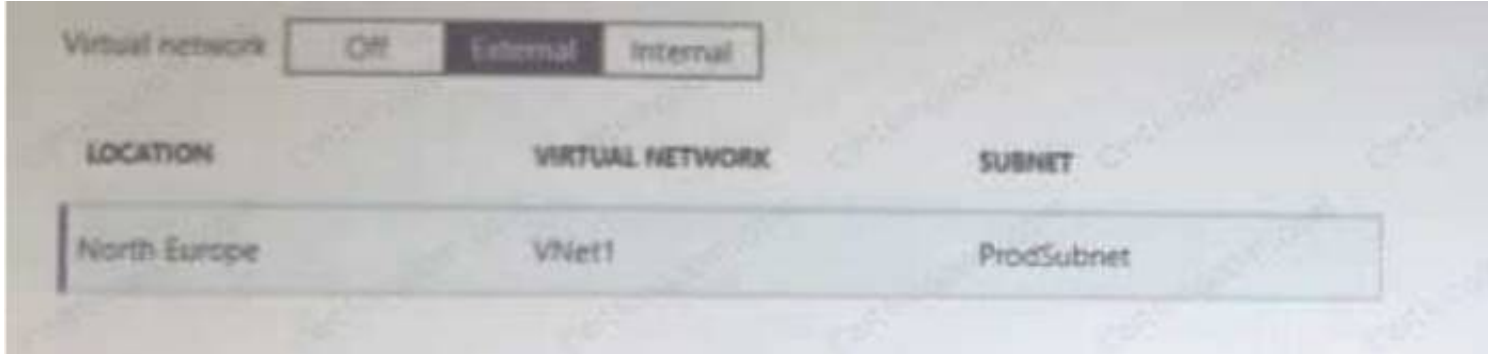 Virtual network Off External Internal
LOCATION VIRTUAL NETWORK SUBNET
North Europe VNet1 ProdSubnet